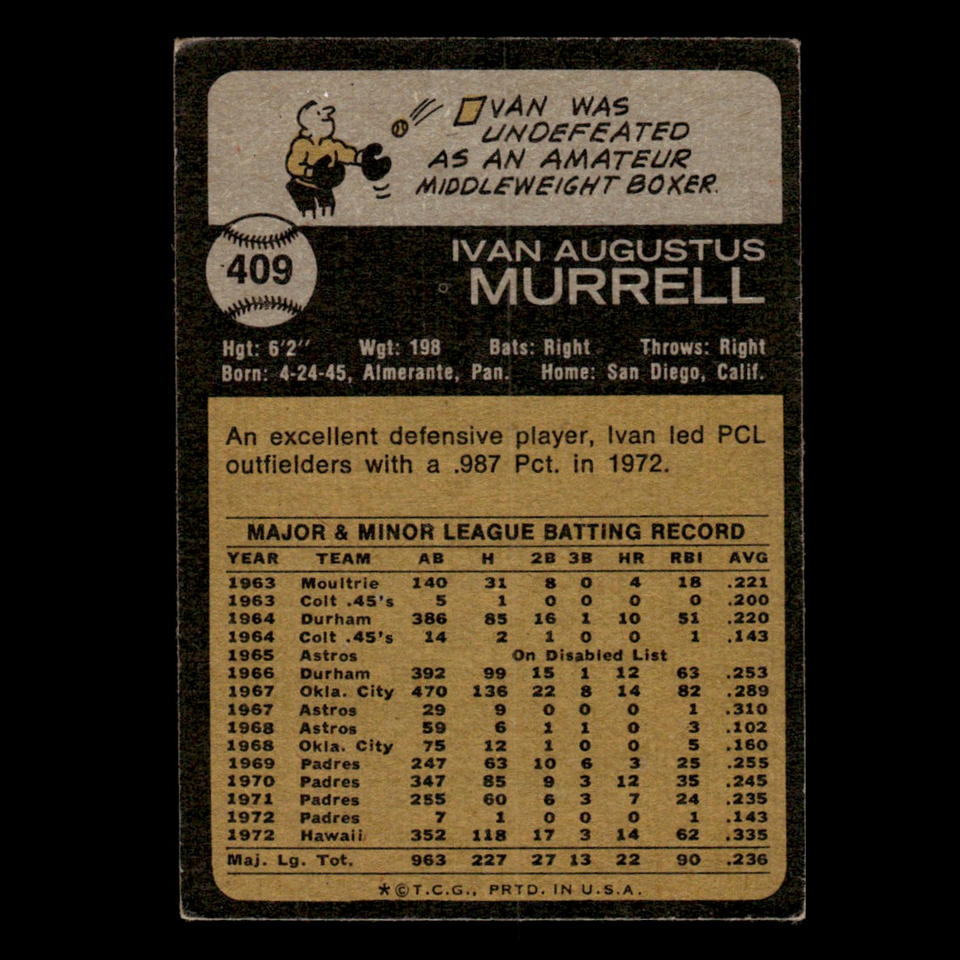 IVAN WAS
UNDEFEATED
AS AN AMATEUR
MIDDLEWEIGHT BOXER.
409
IVAN AUGUSTUS
MURRELL
Hgt: 6'2" Wgt: 198 Bats: Right Throws: Right
Born: 4-24-45, Almerante, Pan. Home: San Diego, Calif.
An excellent defensive player, Ivan led PCL
outfielders with a .987 Pct. in 1972.
MAJOR & MINOR LEAGUE BATTING RECORD
YEAR TEAM AB H 2B 3B HR RBI AVG
1963 Moultrie 140 31 8 0 4 18 .221
1963 Colt .45's 5 1 0 0 0 0 .200
1964 Durham 386 85 16 1 10 51 .220
1964 Colt .45's 14 2 1 0 0 1 .143
1965 Astros On Disabled List
1966 Durham 392 99 15 1 12 63 .253
1967 Okla. City 470 136 22 8 14 82 .289
1967 Astros 29 9 0 0 0 1 .310
1968 Astros 59 6 1 1 0 3 .102
1968 Okla. City 75 12 1 0 0 5 .160
1969 Padres 247 63 10 6 3 25 .255
1970 Padres 347 85 9 3 12 35 .245
1971 Padres 255 60 6 3 7 24 .235
1972 Padres 7 1 0 0 0 1 .143
1972 Hawaii 352 118 17 3 14 62 .335
Maj. Lg. Tot. 963 227 27 13 22 90 .236
*©T.C.G., PRTD. IN U.S.A.